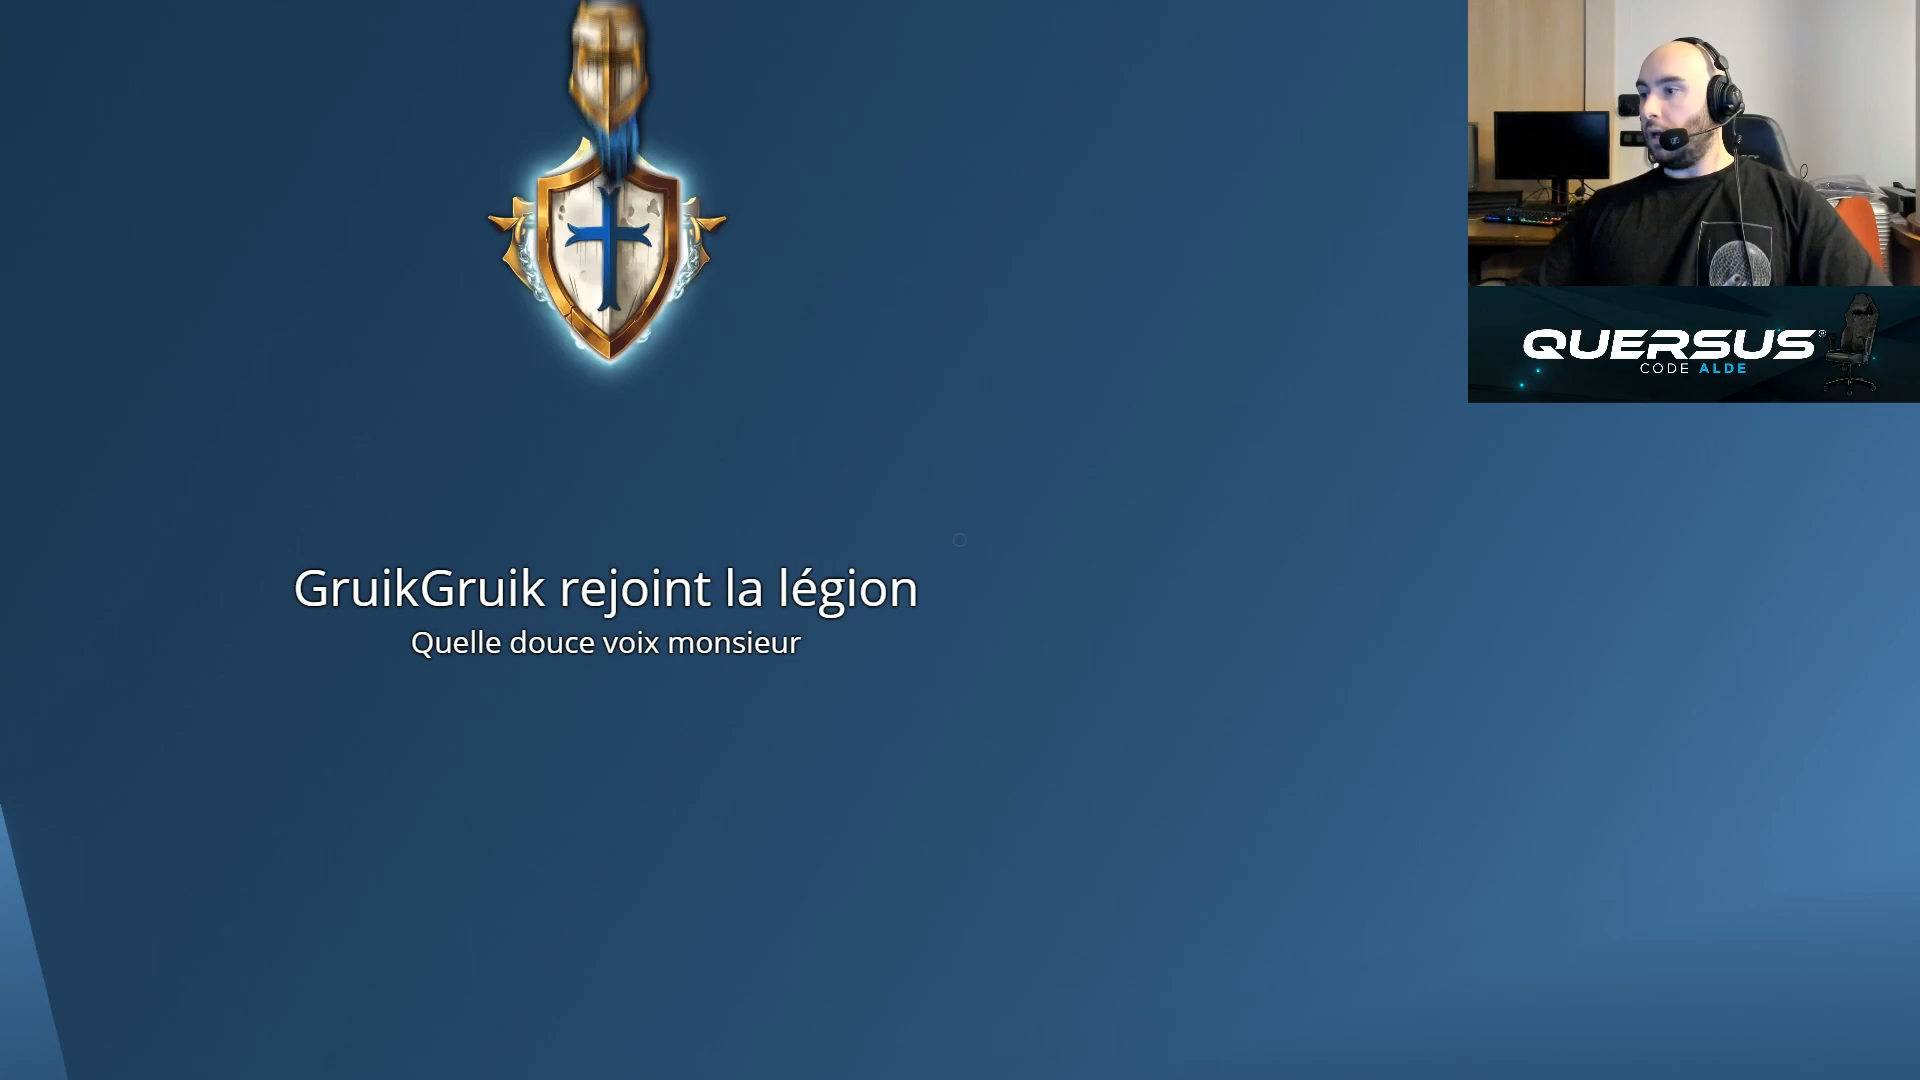 GruikGruik rejoint la légion
Quelle douce voix monsieur
QUERSUS®
CODE ALDE